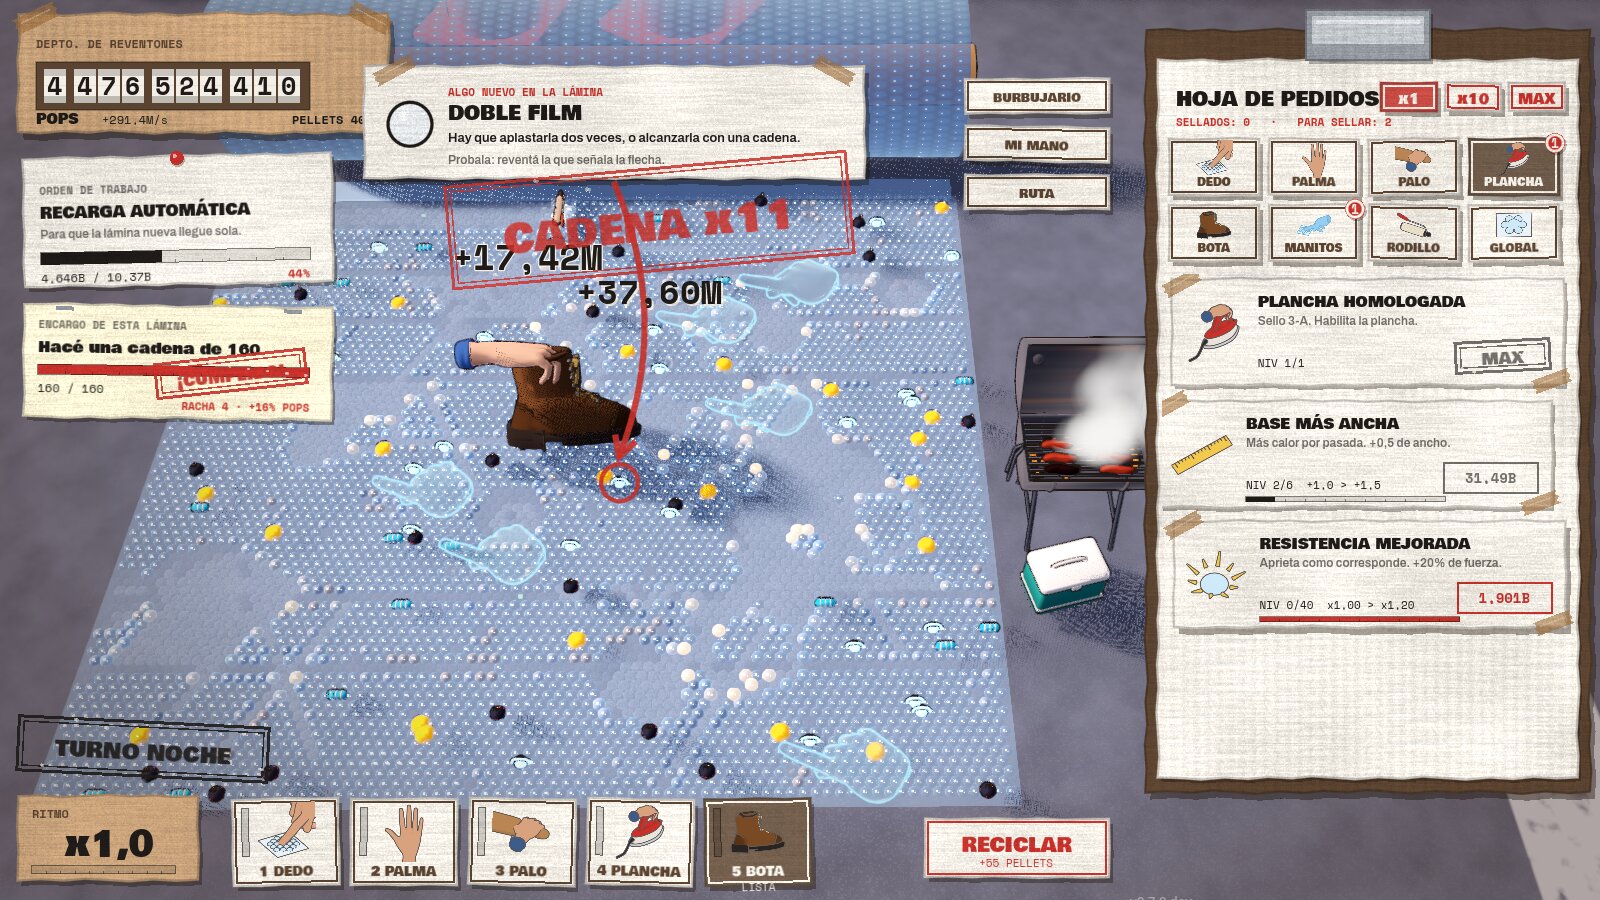 DEPTO. DE REVENTONES
4 476 524 410
POPS +291.4M/s PELLETS 40
ORDEN DE TRABAJO
RECARGA AUTOMÁTICA
Para que la lámina nueva llegue sola.
4.646B / 10.37B 44%
ENCARGO DE ESTA LÁMINA
Hacé una cadena de 160
160 / 160
RACHA 4 · +16% POPS
ALGO NUEVO EN LA LÁMINA
DOBLE FILM
Hay que aplastarla dos veces, o alcanzarla con una cadena.
Probala: reventá la que señala la flecha.
CADENA x11
+17,42M
+37,60M
BURBUJARIO
MI MANO
RUTA
HOJA DE PEDIDOS x1 x10 MAX
SELLADOS: 0 · PARA SELLAR: 2
DEDO PALMA PALO PLANCHA 1
BOTA MANITOS 1 RODILLO GLOBAL
PLANCHA HOMOLOGADA
Sello 3-A. Habilita la plancha.
NIV 1/1 MAX
BASE MÁS ANCHA
Más calor por pasada. +0,5 de ancho.
NIV 2/6 +1.0 > +1.5 31,49B
RESISTENCIA MEJORADA
Aprieta como corresponde. +20% de fuerza.
NIV 0/40 x1,00 > x1,20 1,901B
TURNO NOCHE
RITMO
x1,0
1 DEDO
2 PALMA
3 PALO
4 PLANCHA
5 BOTA
LISTA
RECICLAR
+55 PELLETS